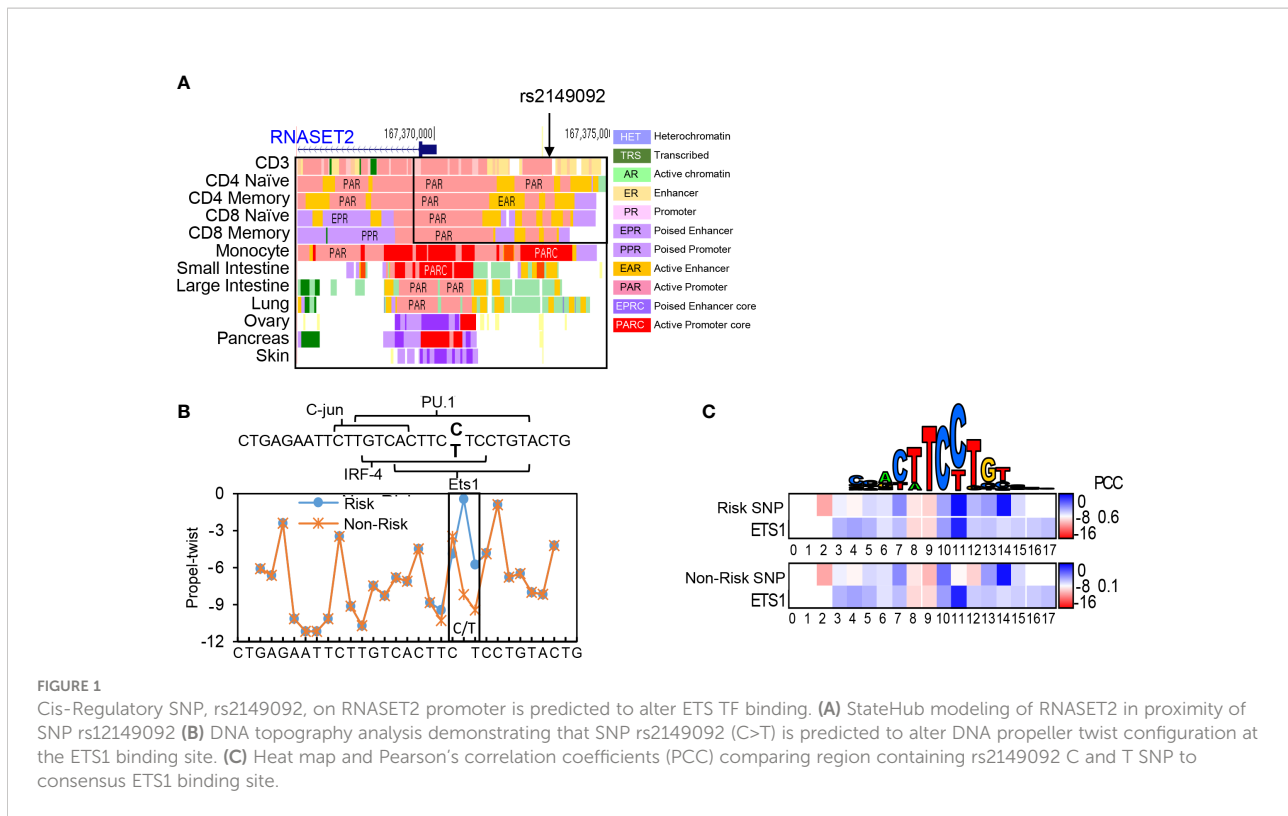 A
rs2149092
RNASET2
167,370,000
167,375,000
CD3
CD4 Naïve
PAR PAR PAR
CD4 Memory
PAR PAR EAR
CD8 Naïve
EPR PAR
CD8 Memory
PPR PAR
Monocyte
PAR PARC
Small Intestine
PARC
Large Intestine
PAR PAR
Lung
PAR
Ovary
Pancreas
Skin
HET Heterochromatin
TRS Transcribed
AR Active chromatin
ER Enhancer
PR Promoter
EPR Poised Enhancer
PPR Poised Promoter
EAR Active Enhancer
PAR Active Promoter
EPRC Poised Enhancer core
PARC Active Promoter core
B
PU.1
C-jun
C
CTGAGAATTCTTGTCACTTC TCCTGTACTG
T
IRF-4
Ets1
Risk
Non-Risk
Propel-twist
0
-3
-6
-9
-12
C/T
CTGAGAATTCTTGTCACTTC TCCTGTACTG
C
PCC
Risk SNP
ETS1
0 -8 -16
0.6
0 1 2 3 4 5 6 7 8 9 10 11 12 13 14 15 16 17
Non-Risk SNP
ETS1
0 -8 -16
0.1
0 1 2 3 4 5 6 7 8 9 10 11 12 13 14 15 16 17
FIGURE 1
Cis-Regulatory SNP, rs2149092, on RNASET2 promoter is predicted to alter ETS TF binding. (A) StateHub modeling of RNASET2 in proximity of
SNP rs12149092 (B) DNA topography analysis demonstrating that SNP rs2149092 (C>T) is predicted to alter DNA propeller twist configuration at
the ETS1 binding site. (C) Heat map and Pearson's correlation coefficients (PCC) comparing region containing rs2149092 C and T SNP to
consensus ETS1 binding site.